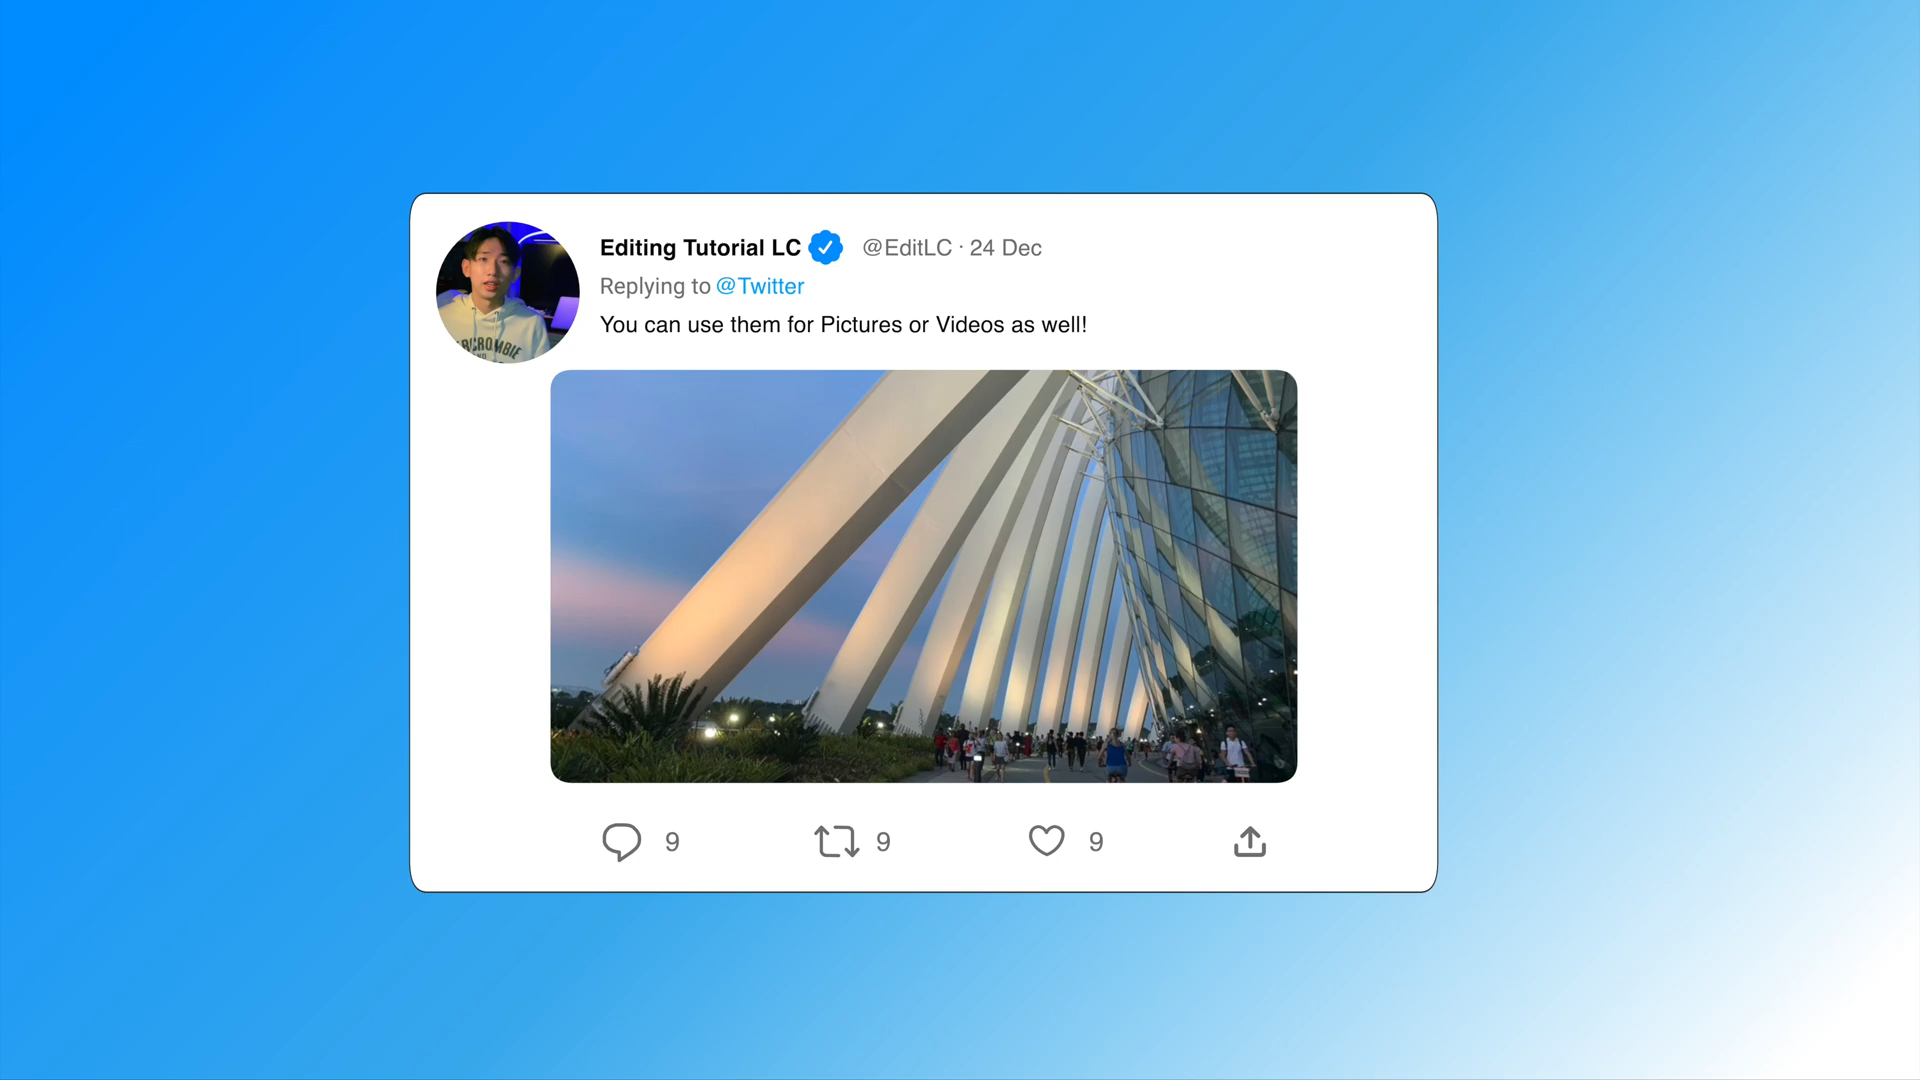 Editing Tutorial LC @EditLC · 24 Dec
Replying to @Twitter
You can use them for Pictures or Videos as well!
9 9 9